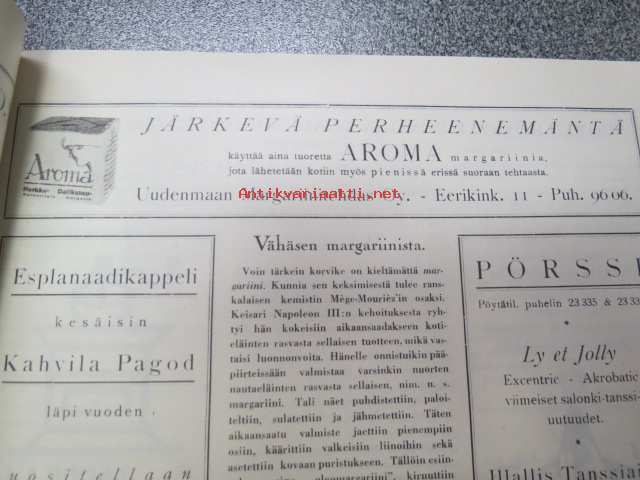 JÄRKEVÄ PERHEENEMÄNTÄ
käyttää aina tuoretta AROMA margariinia,
jota lähetetään kotiin myös pienissä erissä suoraan tehtaasta.
Uudenmaan - Eerikink. 11 - Puh. 96 06.
Aroma
Antikvariaatti.net
Esplanaadikappeli
kesäisin
Kahvila Pagod
läpi vuoden
Vähäsen margariinista.
Voin tärkein korvike on kieltämättä mar-
gariini. Kunnia sen keksimisestä tulee rans-
kalaisen kemistin Mège-Mouriès'in osaksi.
Keisari Napoleon III:n kehoituksesta ryh-
tyi hän kokeisiin aikaansaadakseen koti-
eläinten rasvasta sellaisen tuotteen, mikä vas-
taisi luonnonvoita. Hänelle onnistuikin pää-
piirteissään valmistaa varsinkin nuorten
nautaeläinten rasvasta sellaisen, nim. u. s.
margariini. Tali näet puhdistettiin, paloi-
teltiin, sulatettiin ja jähmetettiin. Täten
aikaansaatu valmiste jaettiin pienempiin
osiin, käärittiin valkeisiin liinoihin sekä
asetettiin kovaan puristukseen. Tällöin esiin-
PÖRSSI
Pöytätil. puhelin 23 335 & 23
Ly et Jolly
Excentric - Akrobatic
viimeiset salonki-tanssi-
uutuudet.